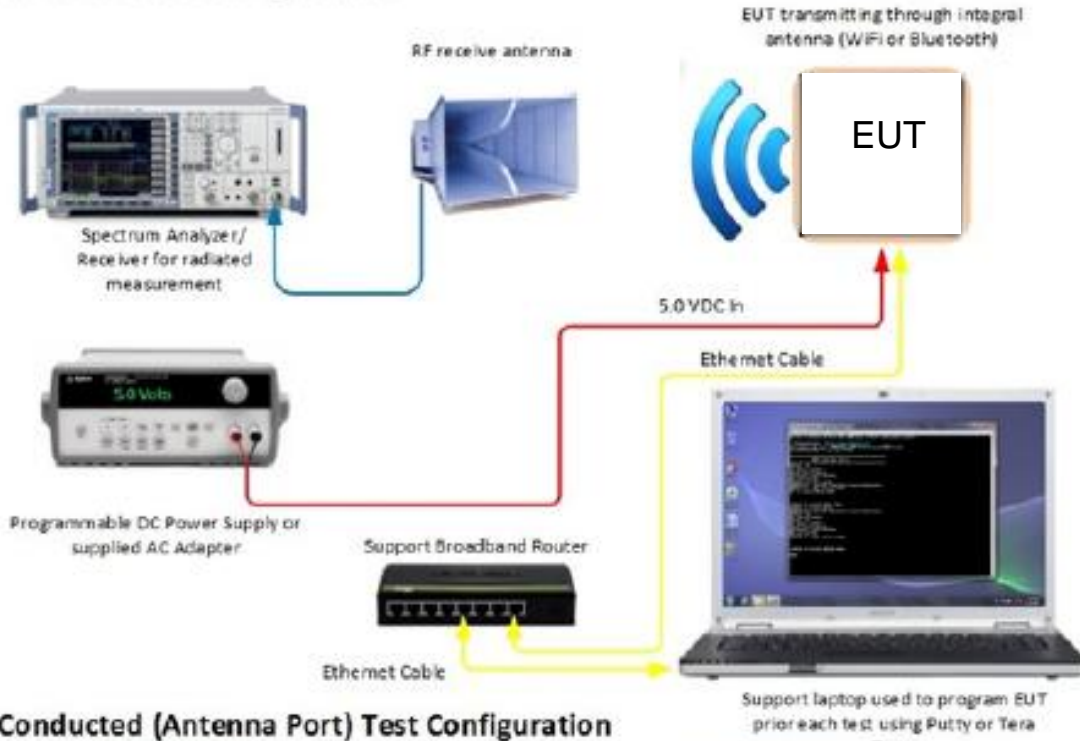 EUT transmitting through integral
antenna (WiFi or Bluetooth)
RF receive antenna
EUT
Spectrum Analyzer/
Receiver for radiated
measurement
5.0 VDC In
Ethernet Cable
5.0 Volts
Programmable DC Power Supply or
supplied AC Adapter
Support Broadband Router
Ethernet Cable
Support laptop used to program EUT
prior each test using Putty or Tera
Conducted (Antenna Port) Test Configuration